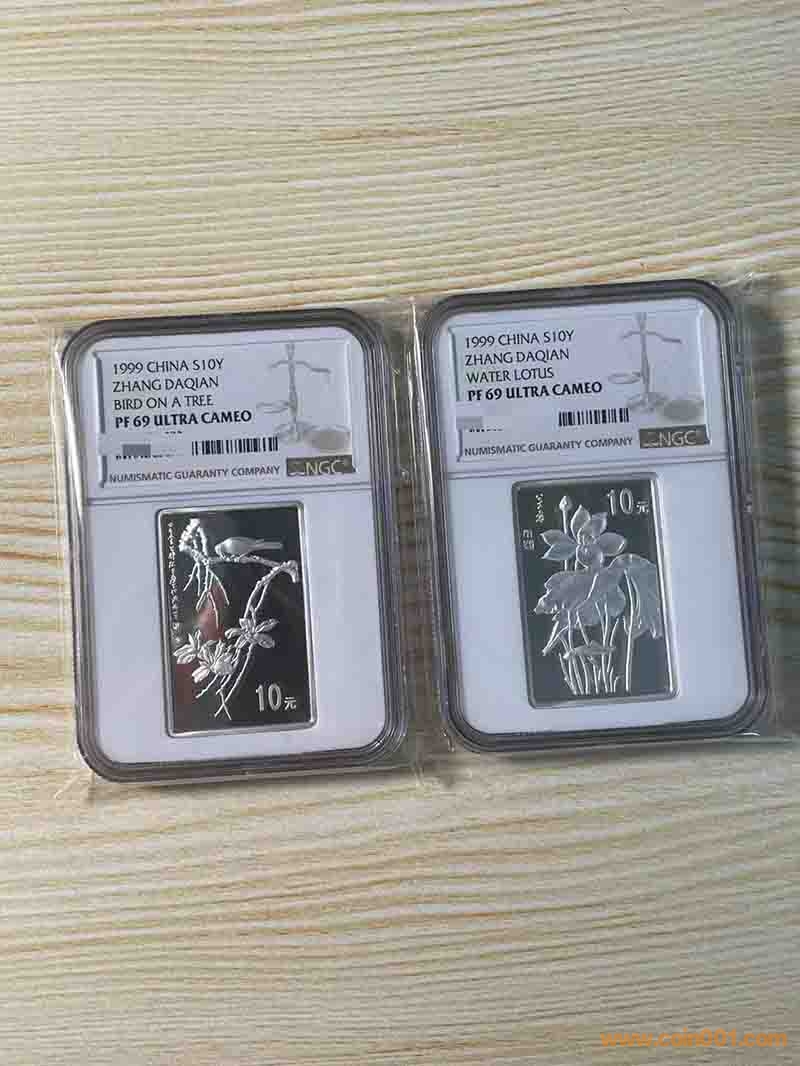 1999 CHINA S10Y
ZHANG DAQIAN
BIRD ON A TREE
PF 69 ULTRA CAMEO
NUMISMATIC GUARANTY COMPANY
NGC
10元
1999 CHINA S10Y
ZHANG DAQIAN
WATER LOTUS
PF 69 ULTRA CAMEO
NUMISMATIC GUARANTY COMPANY
NGC
10元
www.coin001.com